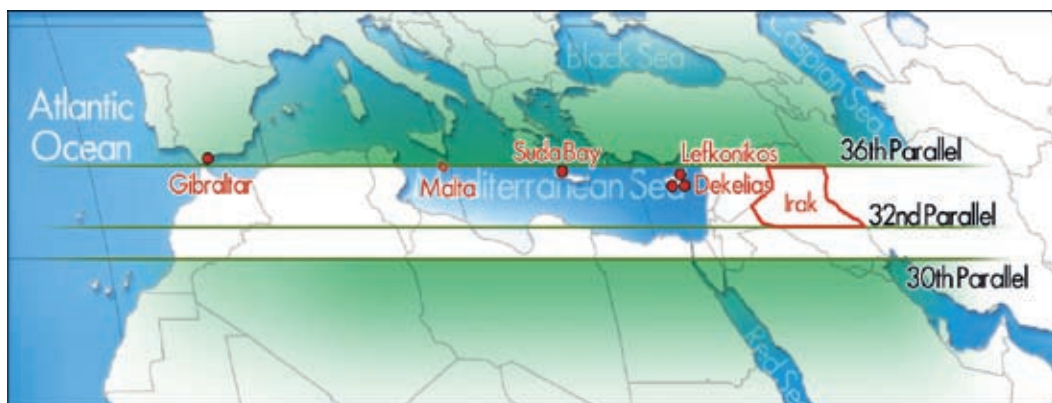 Black Sea
Caspian Sea
Atlantic
Ocean
36th Parallel
Suda Bay
Lefkonikos
Gibraltar
Malta
Mediterranean Sea
Dekelias
Irak
32nd Parallel
30th Parallel
Red Se